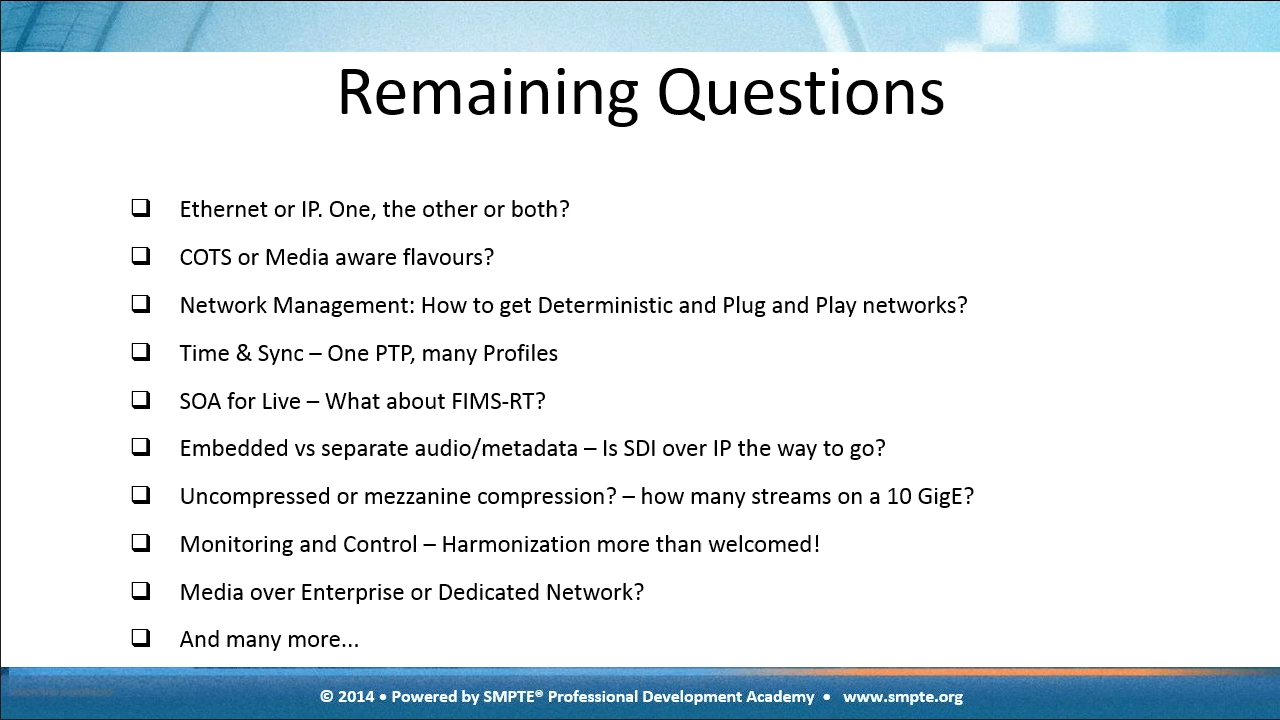 Remaining Questions
Ethernet or IP. One, the other or both?
COTS or Media aware flavours?
Network Management: How to get Deterministic and Plug and Play networks?
Time & Sync – One PTP, many Profiles
SOA for Live – What about FIMS-RT?
Embedded vs separate audio/metadata – Is SDI over IP the way to go?
Uncompressed or mezzanine compression? – how many streams on a 10 GigE?
Monitoring and Control – Harmonization more than welcomed!
Media over Enterprise or Dedicated Network?
And many more...
© 2014 • Powered by SMPTE® Professional Development Academy • www.smpte.org